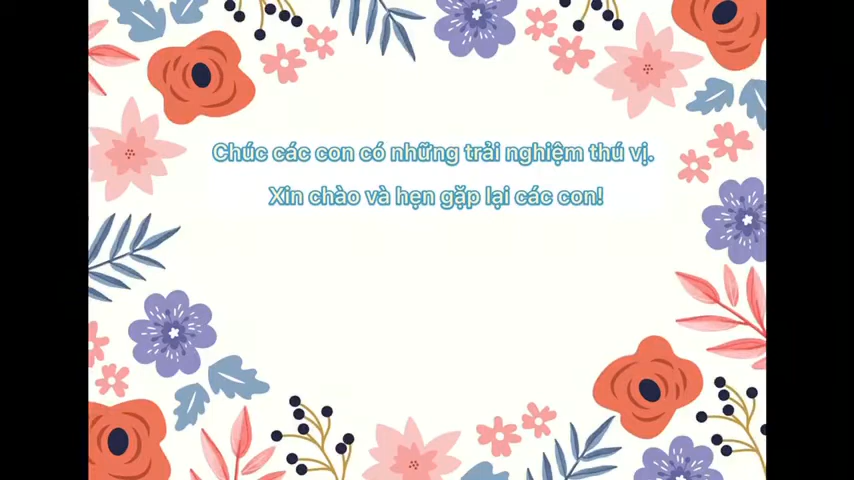 Chúc các con có những trải nghiệm thú vị.
Xin chào và hẹn gặp lại các con!